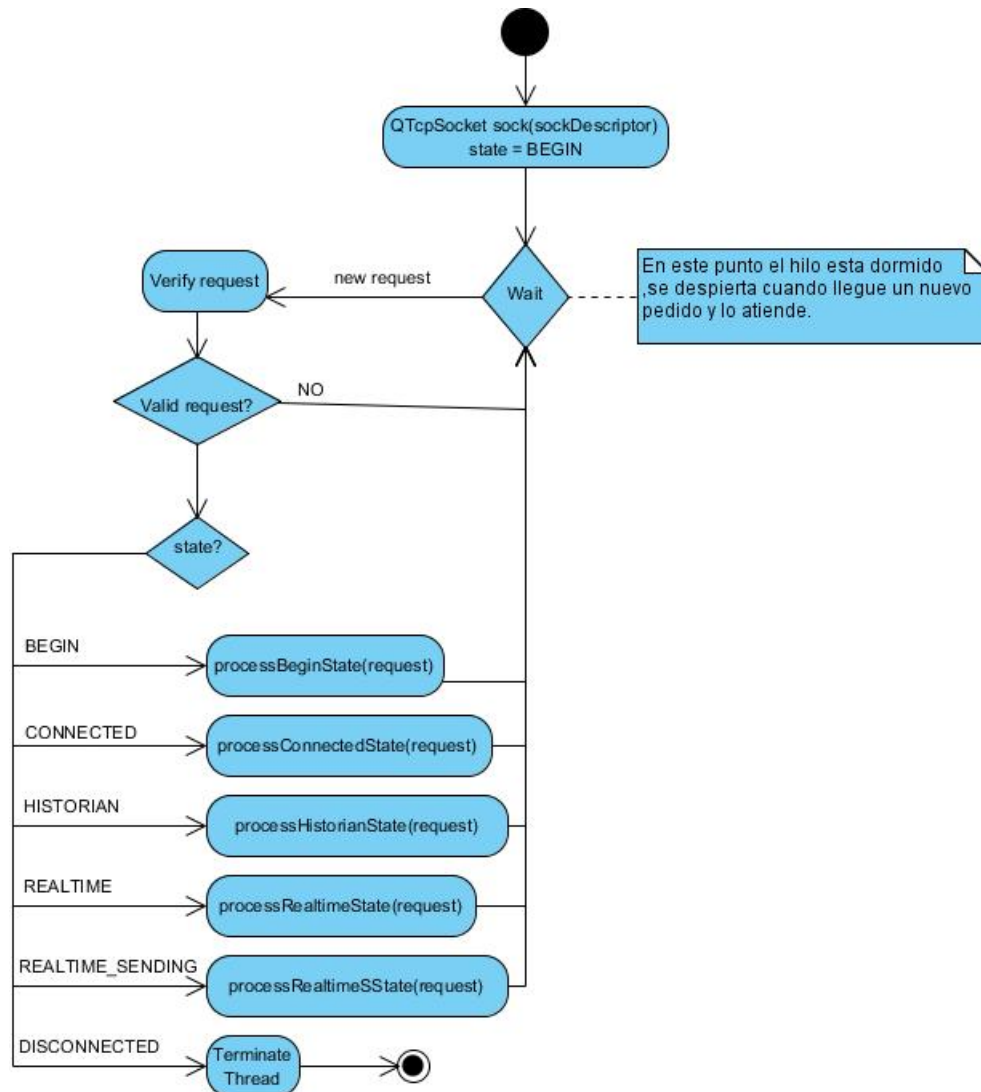 QTcpSocket sock(sockDescriptor)
state = BEGIN
Verify request
new request
Wait
En este punto el hilo esta dormido
,se despierta cuando llegue un nuevo
pedido y lo atiende.
Valid request?
NO
state?
BEGIN
processBeginState(request)
CONNECTED
processConnectedState(request)
HISTORIAN
processHistorianState(request)
REALTIME
processRealtimeState(request)
REALTIME_SENDING
processRealtimeSState(request)
DISCONNECTED
Terminate
Thread